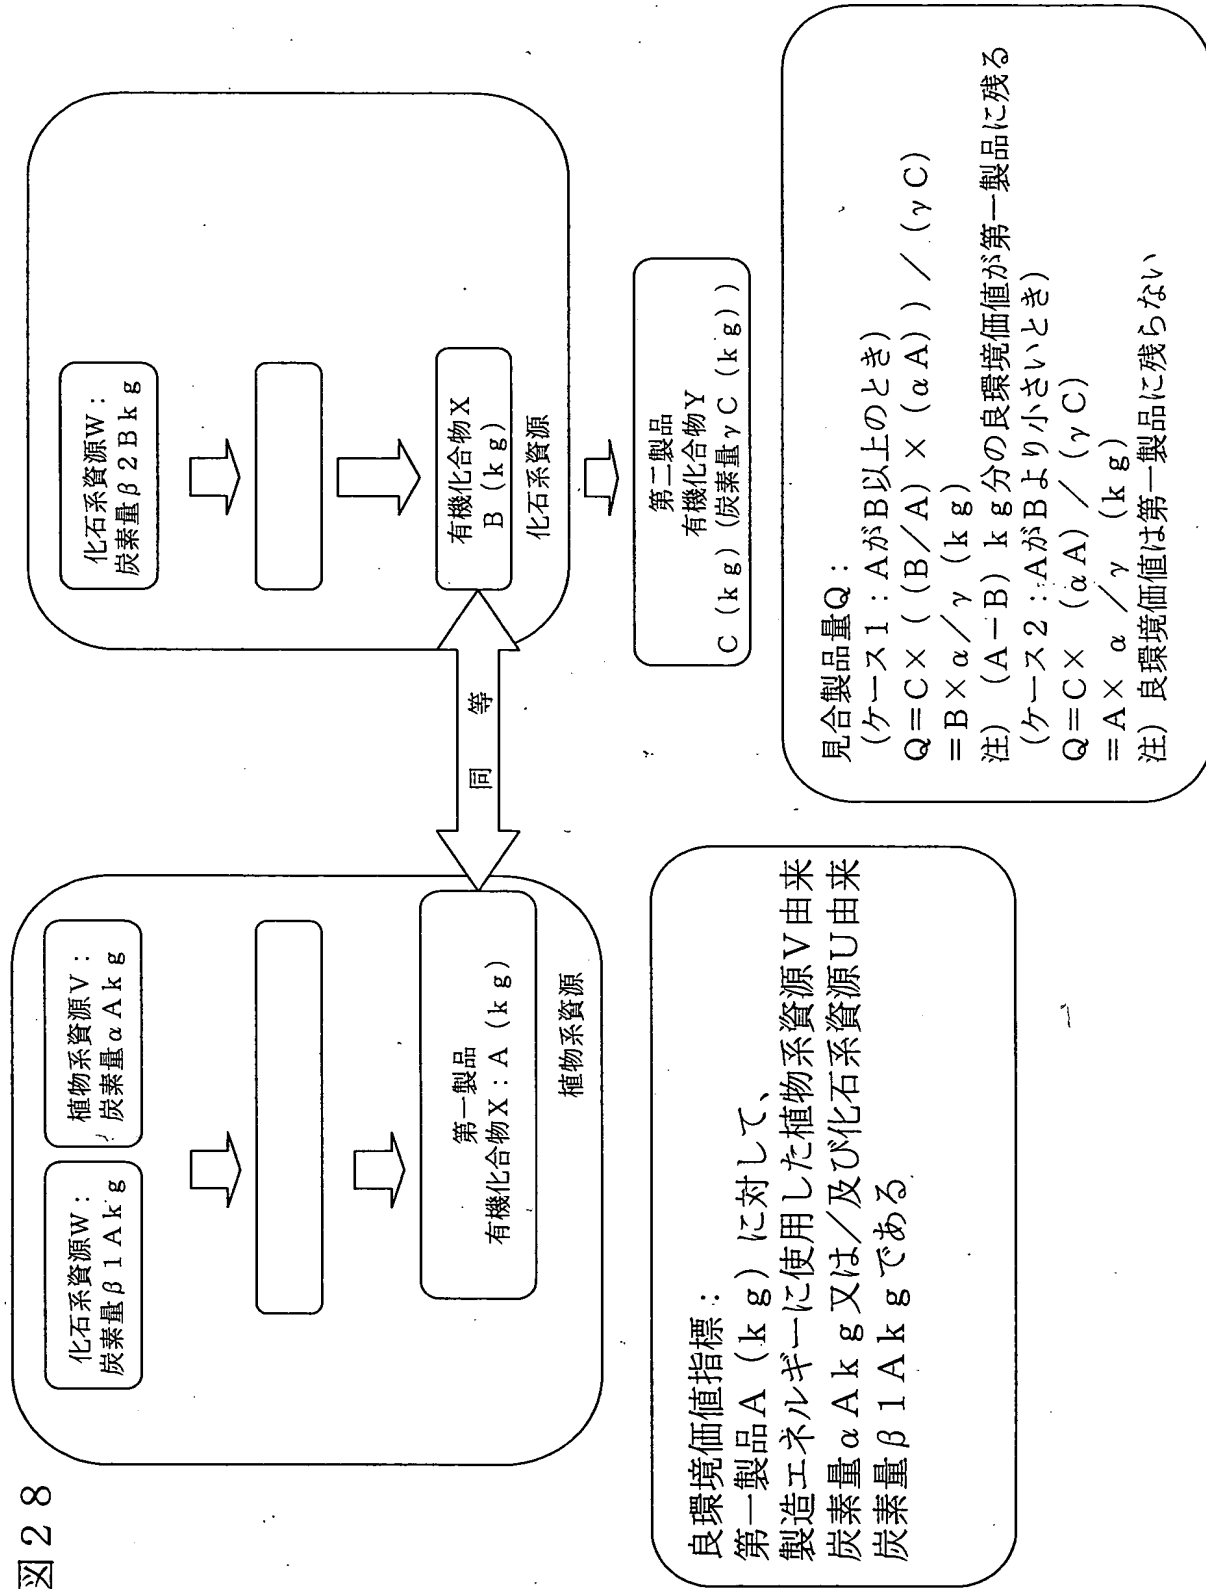 図28
化石系資源W：
炭素量β1Akg
植物系資源V：
炭素量αAkg
第一製品
有機化合物X：A（kg）
植物系資源
同　等
化石系資源W：
炭素量β2Bkg
有機化合物X
B（kg）
化石系資源
第二製品
有機化合物Y
C（kg）（炭素量γC（kg））
良環境価値指標：
第一製品A（kg）に対して、
製造エネルギーに使用した植物系資源V由来
炭素量αAkg又は／及び化石系資源U由来
炭素量β1Akgである
見合製品量Q：
（ケース1：AがB以上のとき）
Q＝C×（（B/A）×（αA））／（γC）
＝B×α／γ（kg）
注）（A－B）kg分の良環境価値が第一製品に残る
（ケース2：AがBより小さいとき）
Q＝C×（αA）／（γC）
＝A×α／γ（kg）
注）良環境価値は第一製品に残らない